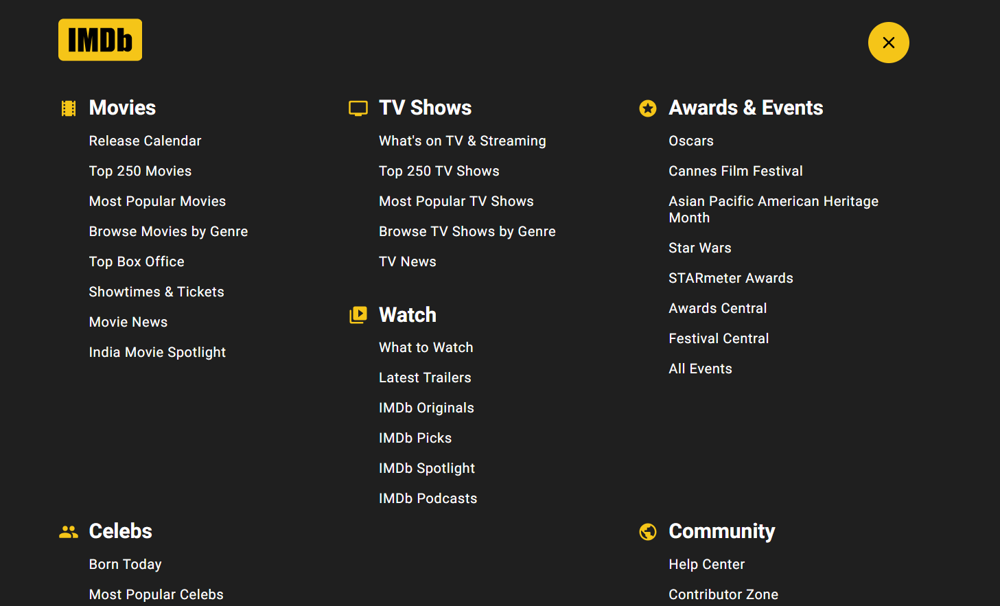 IMDb
Movies
Release Calendar
Top 250 Movies
Most Popular Movies
Browse Movies by Genre
Top Box Office
Showtimes & Tickets
Movie News
India Movie Spotlight
TV Shows
What's on TV & Streaming
Top 250 TV Shows
Most Popular TV Shows
Browse TV Shows by Genre
TV News
Watch
What to Watch
Latest Trailers
IMDb Originals
IMDb Picks
IMDb Spotlight
IMDb Podcasts
Awards & Events
Oscars
Cannes Film Festival
Asian Pacific American Heritage
Month
Star Wars
STARmeter Awards
Awards Central
Festival Central
All Events
Celebs
Born Today
Most Popular Celebs
Community
Help Center
Contributor Zone